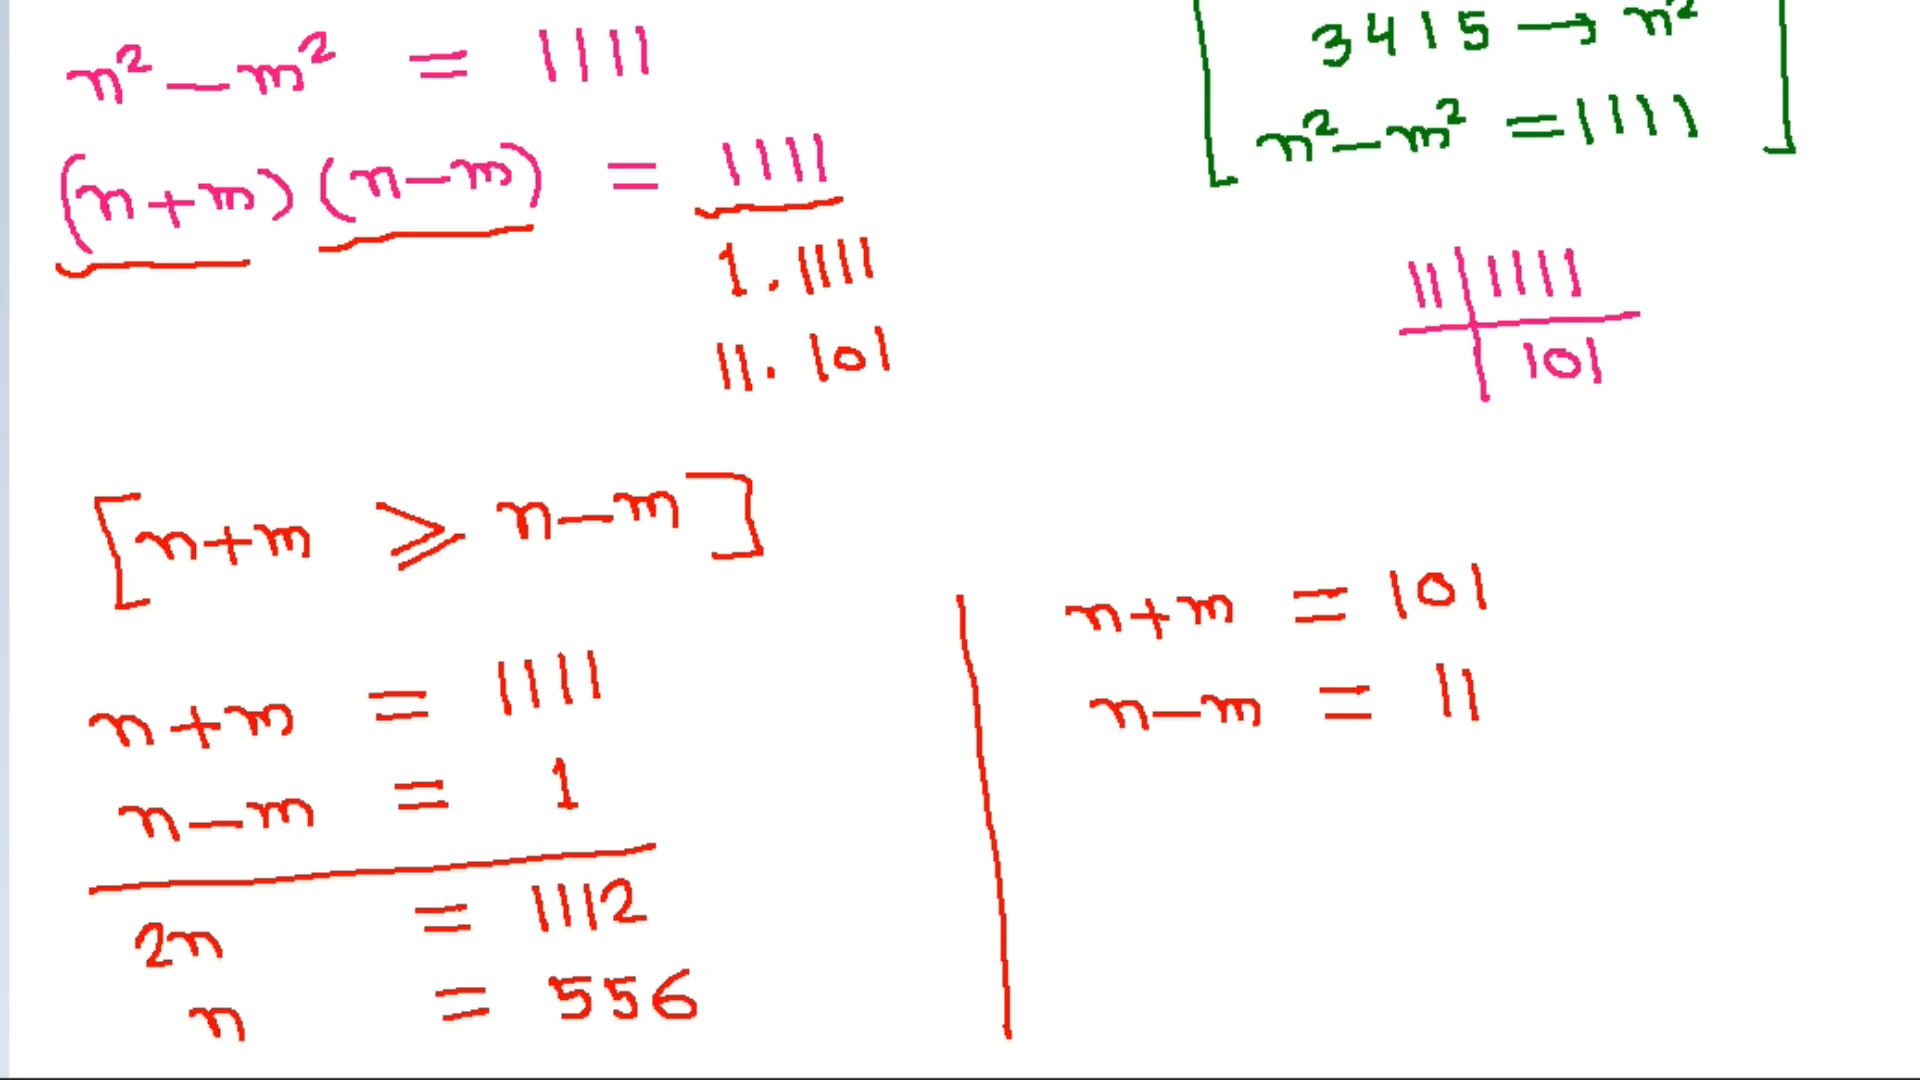 n² - m² = 1111
(n+m)(n-m) = 1111
1.1111
11.101
3415 → n²
n² - m² = 1111
11 | 1111
101
[n+m ≥ n-m]
n+m = 1111
n-m = 1
2n = 1112
n = 556
n+m = 101
n-m = 11